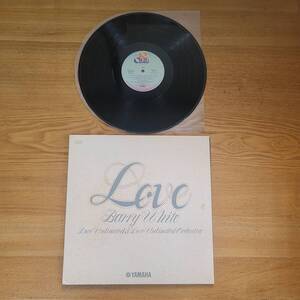 Love
Barry White
Love Unlimited & Love Unlimited Orchestra
YAMAHA